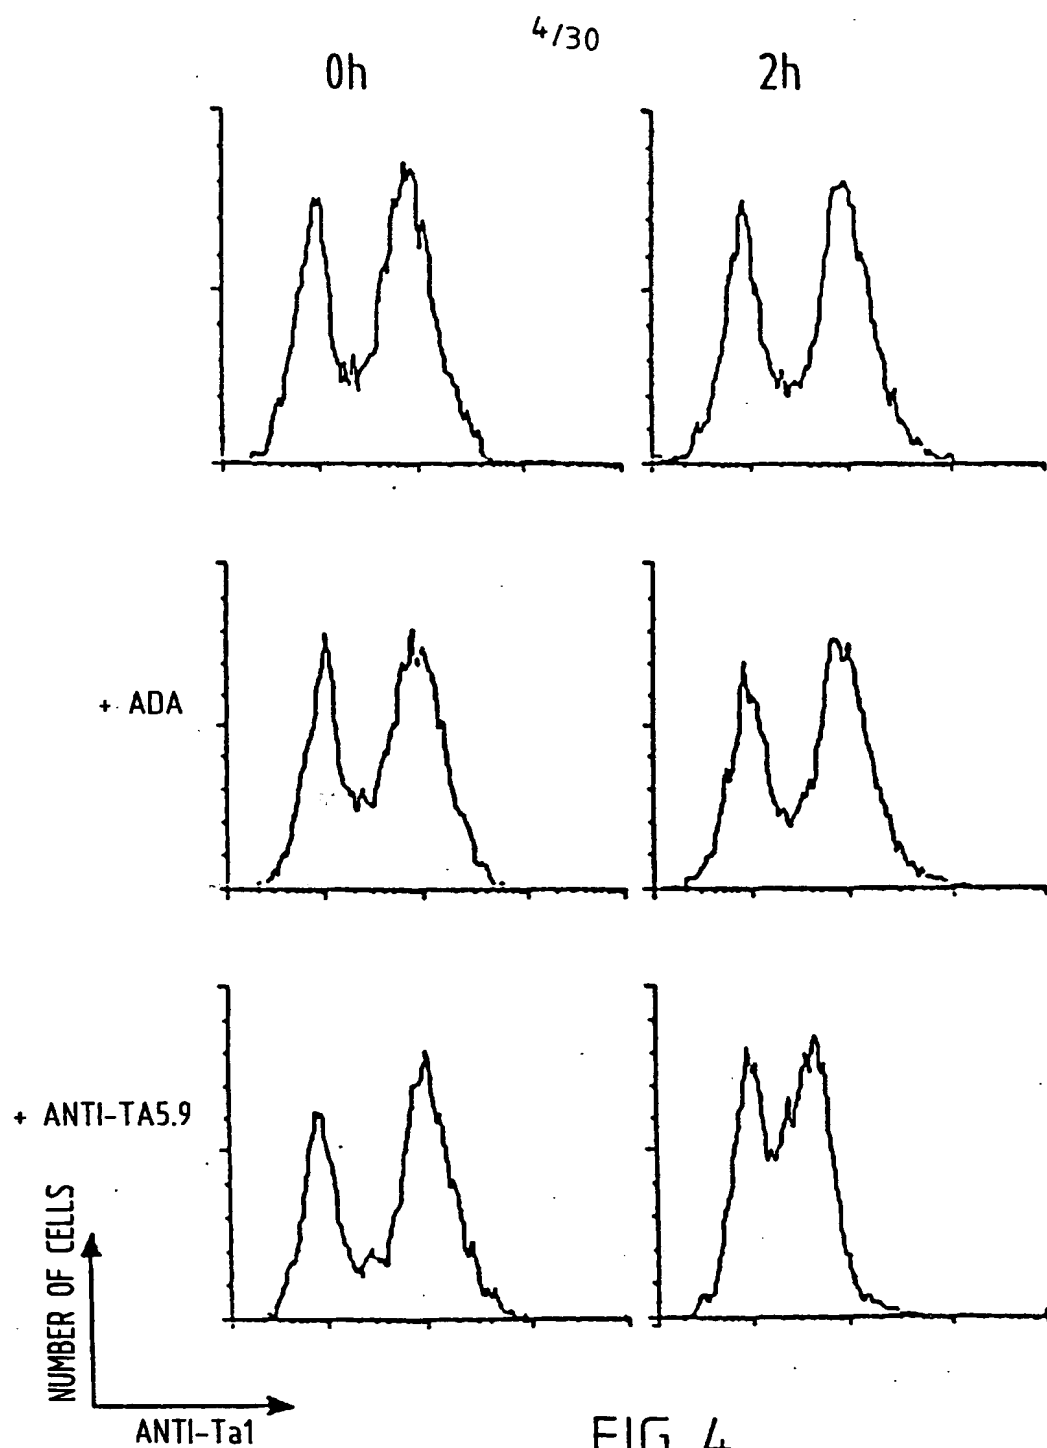 4/30
0h
2h
+ ADA
+ ANTI-TA5.9
NUMBER OF CELLS
ANTI-Ta1
FIG. 4